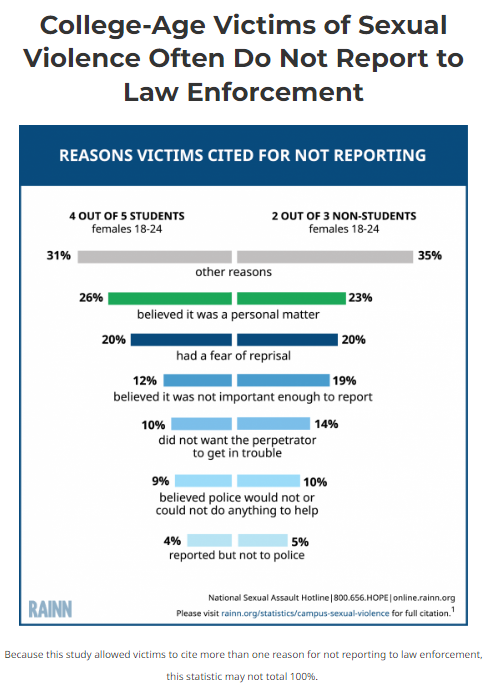 College-Age Victims of Sexual
Violence Often Do Not Report to
Law Enforcement
REASONS VICTIMS CITED FOR NOT REPORTING
4 OUT OF 5 STUDENTS
females 18-24
2 OUT OF 3 NON-STUDENTS
females 18-24
31% 35%
other reasons
26% 23%
believed it was a personal matter
20% 20%
had a fear of reprisal
12% 19%
believed it was not important enough to report
10% 14%
did not want the perpetrator
to get in trouble
9% 10%
believed police would not or
could not do anything to help
4% 5%
reported but not to police
RAINN
National Sexual Assault Hotline|800.656.HOPE|online.rainn.org
Please visit rainn.org/statistics/campus-sexual-violence for full citation.1
Because this study allowed victims to cite more than one reason for not reporting to law enforcement,
this statistic may not total 100%.